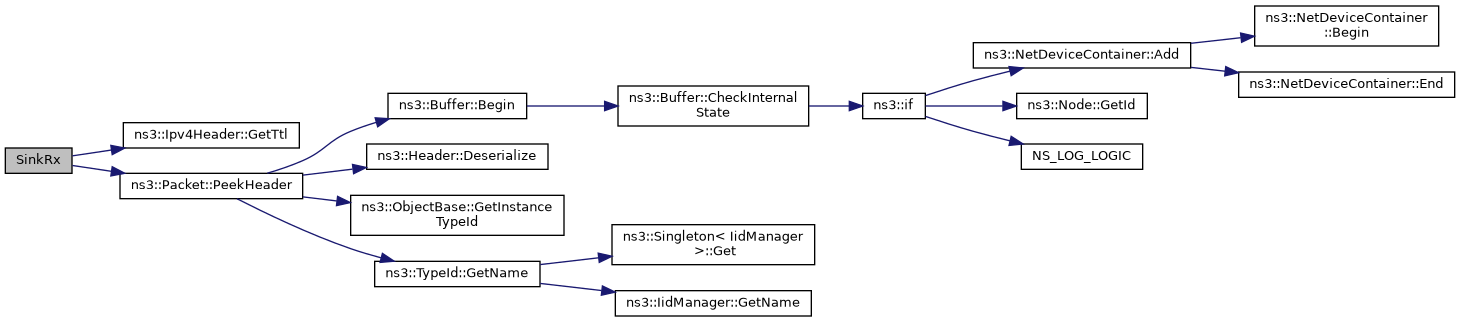 SinkRx
ns3::Ipv4Header::GetTtl
ns3::Packet::PeekHeader
ns3::Buffer::Begin
ns3::Header::Deserialize
ns3::ObjectBase::GetInstance
TypeId
ns3::TypeId::GetName
ns3::Buffer::CheckInternal
State
ns3::Singleton< IidManager
>::Get
ns3::IidManager::GetName
ns3::if
ns3::NetDeviceContainer::Add
ns3::Node::GetId
NS_LOG_LOGIC
ns3::NetDeviceContainer
::Begin
ns3::NetDeviceContainer::End